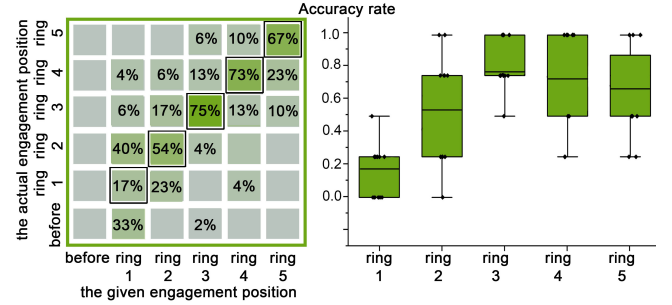 Accuracy rate
the actual engagement position
ring 5
6% 10% 67%
ring 4
4% 6% 13% 73% 23%
ring 3
6% 17% 75% 13% 10%
ring 2
40% 54% 4%
ring 1
17% 23% 4%
before
33% 2%
before ring ring ring ring ring
1 2 3 4 5
the given engagement position
1.0
0.8
0.6
0.4
0.2
0.0
ring ring ring ring ring
1 2 3 4 5